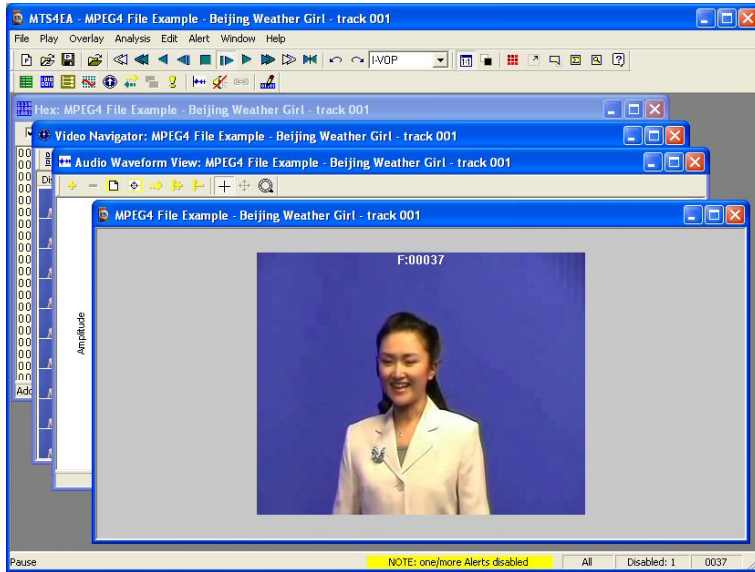 MTS4EA - MPEG4 File Example - Beijing Weather Girl - track 001
File Play Overlay Analysis Edit Alert Window Help
I-VOP
1:1
Hex: MPEG4 File Example - Beijing Weather Girl - track 001
Video Navigator: MPEG4 File Example - Beijing Weather Girl - track 001
Audio Waveform View: MPEG4 File Example - Beijing Weather Girl - track 001
MPEG4 File Example - Beijing Weather Girl - track 001
F:00037
Amplitude
Pause
NOTE: one/more Alerts disabled
All
Disabled: 1
0037